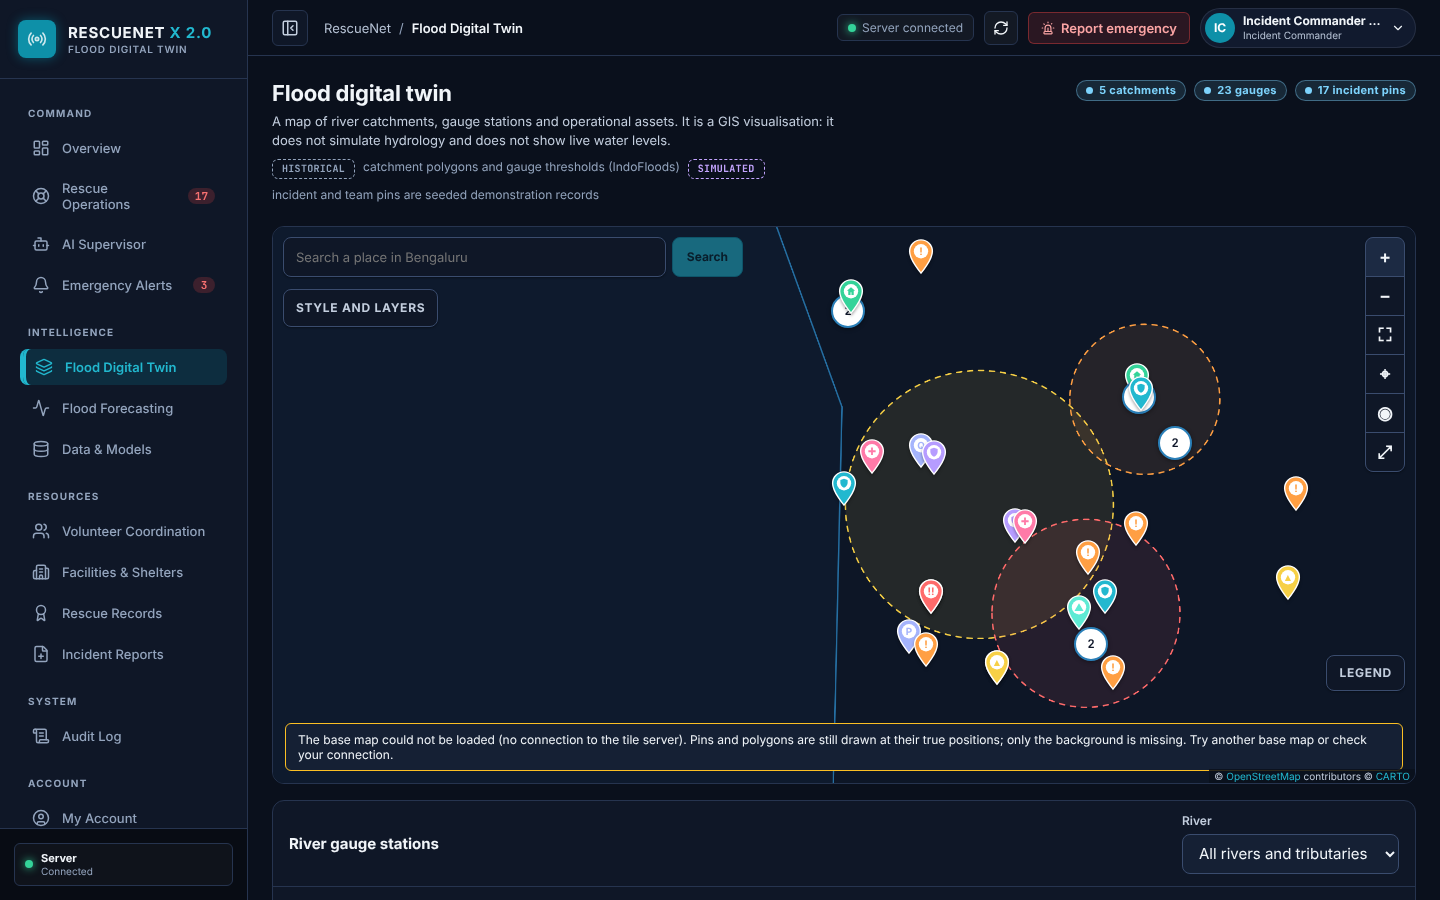 RESCUENET X 2.0
FLOOD DIGITAL TWIN
RescueNet / Flood Digital Twin
Server connected
Report emergency
IC
Incident Commander ...
Incident Commander
COMMAND
Overview
Rescue
Operations
17
AI Supervisor
Emergency Alerts
3
INTELLIGENCE
Flood Digital Twin
Flood Forecasting
Data & Models
RESOURCES
Volunteer Coordination
Facilities & Shelters
Rescue Records
Incident Reports
SYSTEM
Audit Log
ACCOUNT
My Account
Server
Connected
Flood digital twin
5 catchments
23 gauges
17 incident pins
A map of river catchments, gauge stations and operational assets. It is a GIS visualisation: it
does not simulate hydrology and does not show live water levels.
HISTORICAL catchment polygons and gauge thresholds (IndoFloods) SIMULATED
incident and team pins are seeded demonstration records
Search a place in Bengaluru
Search
STYLE AND LAYERS
2
2
P
LEGEND
The base map could not be loaded (no connection to the tile server). Pins and polygons are still drawn at their true positions; only the background is missing. Try another base map or check
your connection.
© OpenStreetMap contributors © CARTO
River gauge stations
River
All rivers and tributaries